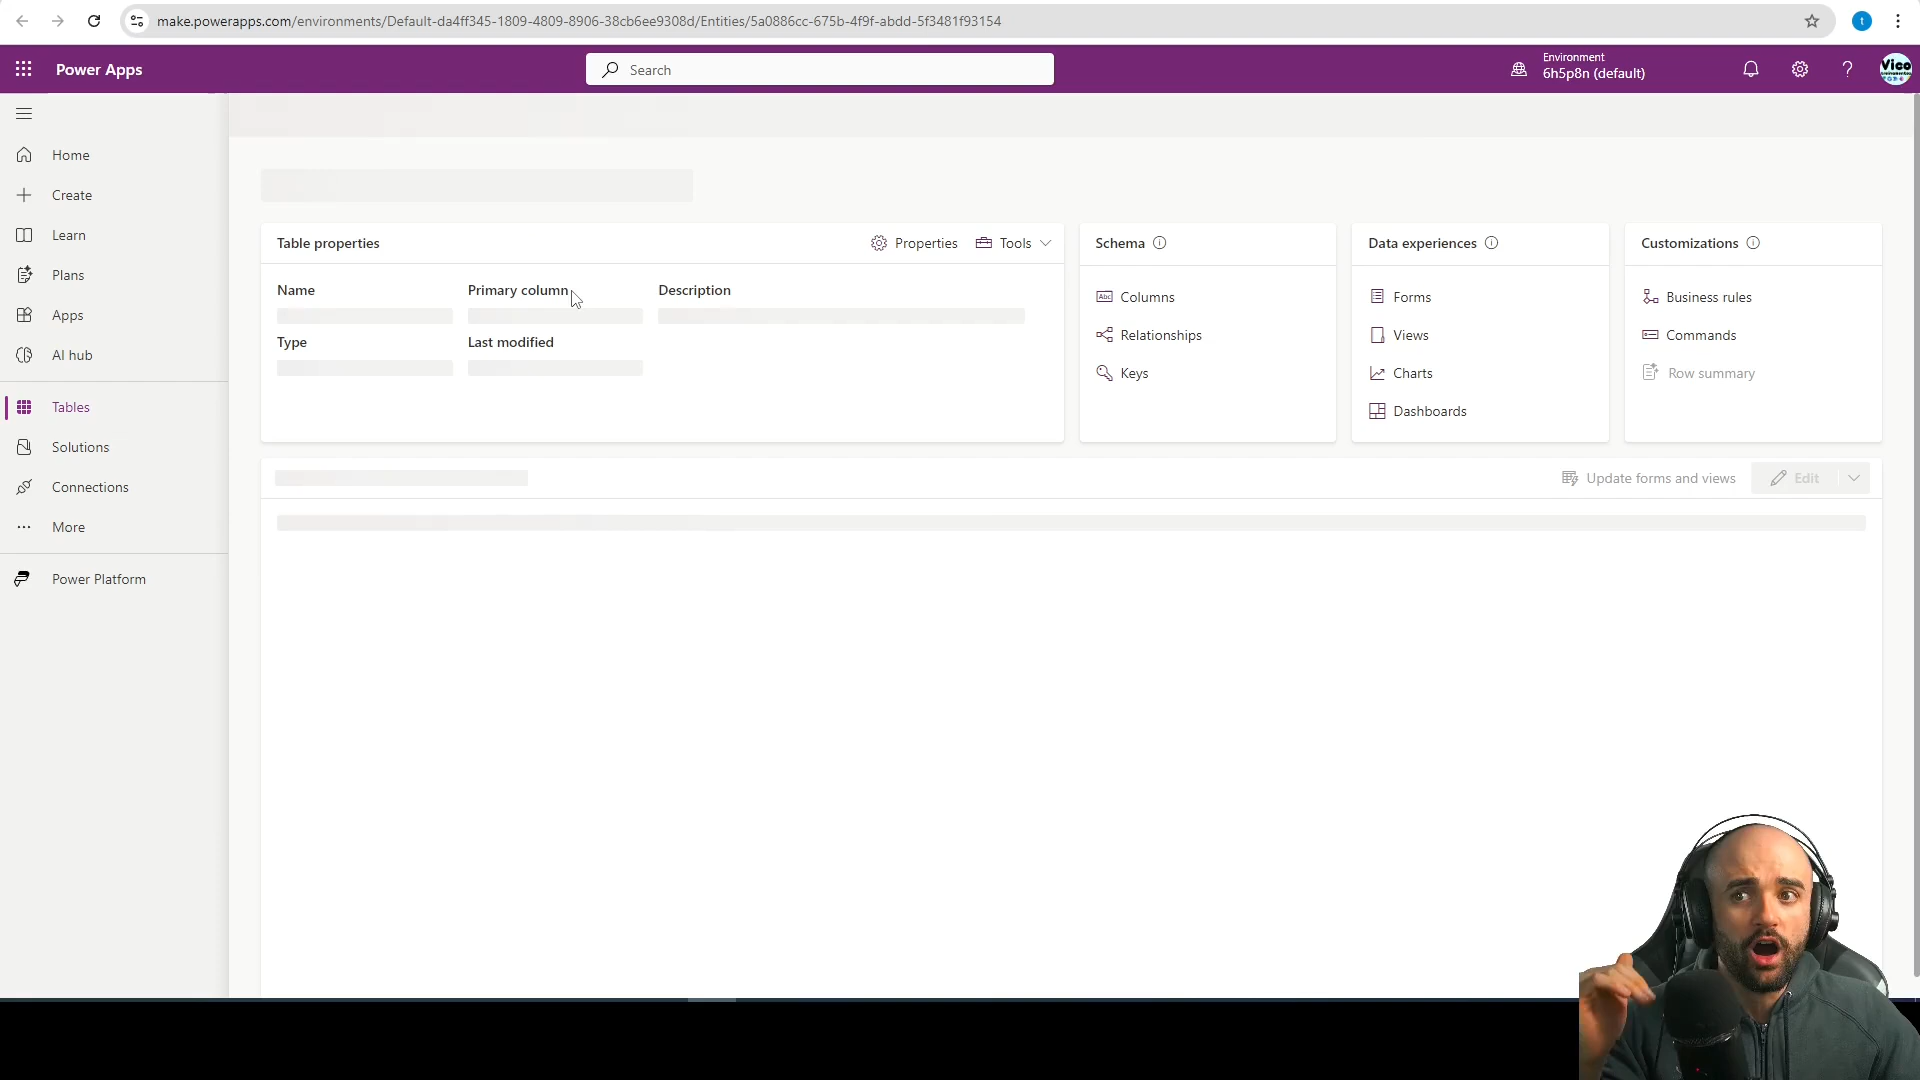 make.powerapps.com/environments/Default-da4ff345-1809-4809-8906-38cb6ee9308d/Entities/5a0886cc-675b-4f9f-abdd-5f3481f93154
t
Power Apps
Search
Environment
6h5p8n (default)
Vico
Home
Create
Learn
Plans
Apps
AI hub
Tables
Solutions
Connections
More
Power Platform
Table properties
Properties
Tools
Name
Primary column
Description
Type
Last modified
Schema
Abc Columns
Relationships
Keys
Data experiences
Forms
Views
Charts
Dashboards
Customizations
Business rules
Commands
Row summary
Update forms and views
Edit